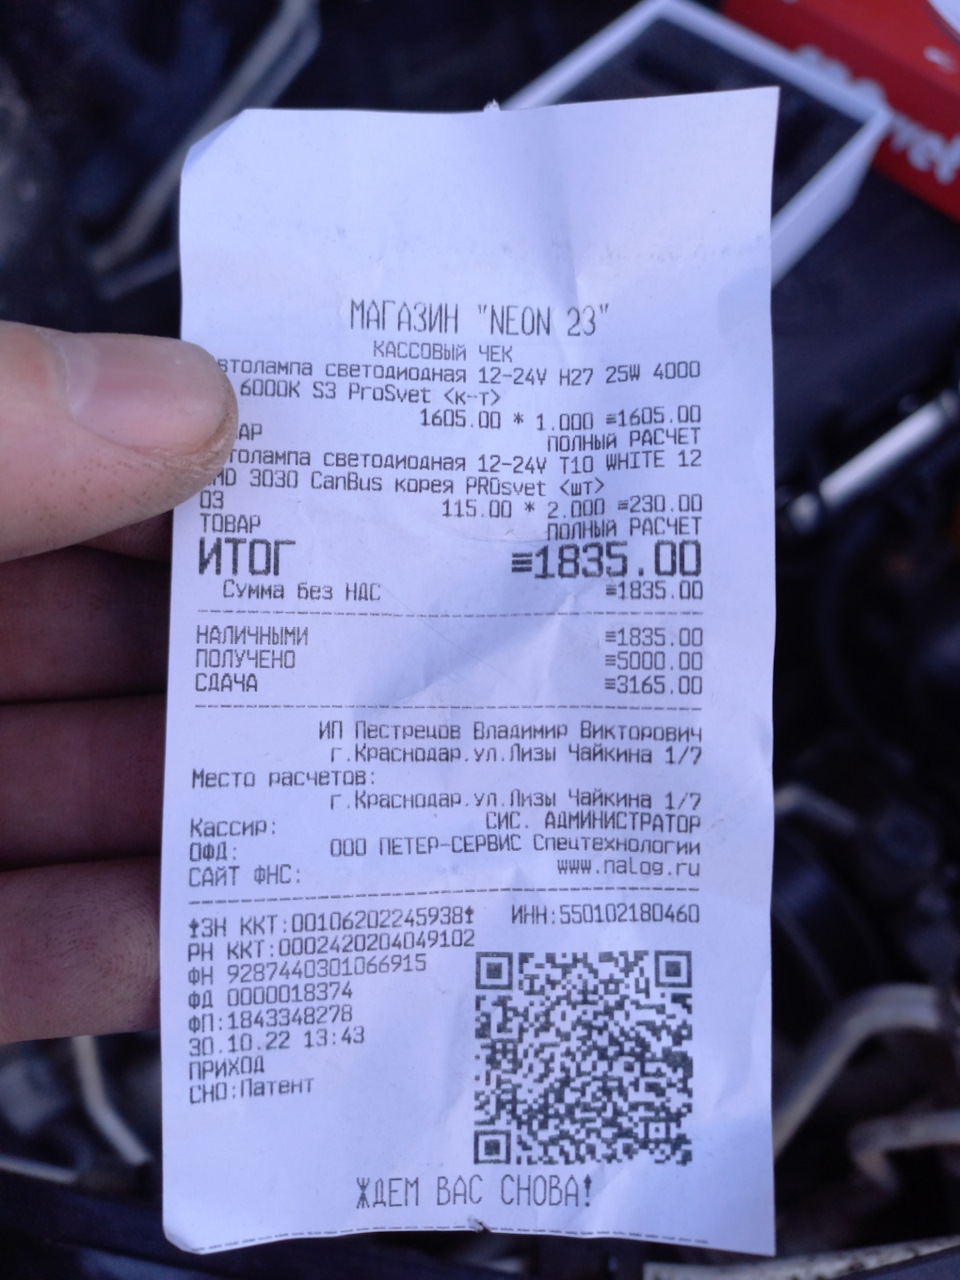 МАГАЗИН "NEON 23"
КАССОВЫЙ ЧЕК
втолампа светодиодная 12-24V H27 25W 4000
6000K S3 ProSvet <к-т>
1605.00 * 1.000 ≡1605.00
АР ПОЛНЫЙ РАСЧЕТ
толампа светодиодная 12-24V T10 WHITE 12
MD 3030 CanBus корея PROsvet <шт>
03 115.00 * 2.000 ≡230.00
ТОВАР ПОЛНЫЙ РАСЧЕТ
ИТОГ ≡1835.00
Сумма без НДС ≡1835.00
НАЛИЧНЫМИ ≡1835.00
ПОЛУЧЕНО ≡5000.00
СДАЧА ≡3165.00
ИП Пестрецов Владимир Викторович
г.Краснодар.ул.Лизы Чайкина 1/7
Место расчетов:
г.Краснодар.ул.Лизы Чайкина 1/7
Кассир: СИС. АДМИНИСТРАТОР
ОФД: ООО ПЕТЕР-СЕРВИС Спецтехнологии
САЙТ ФНС: www.nalog.ru
ЗН ККТ:00106202245938 ИНН:550102180460
РН ККТ:0002420204049102
ФН 9287440301066915
ФД 0000018374
ФП:1843348278
30.10.22 13:43
ПРИХОД
СНО:Патент
ЖДЕМ ВАС СНОВА!